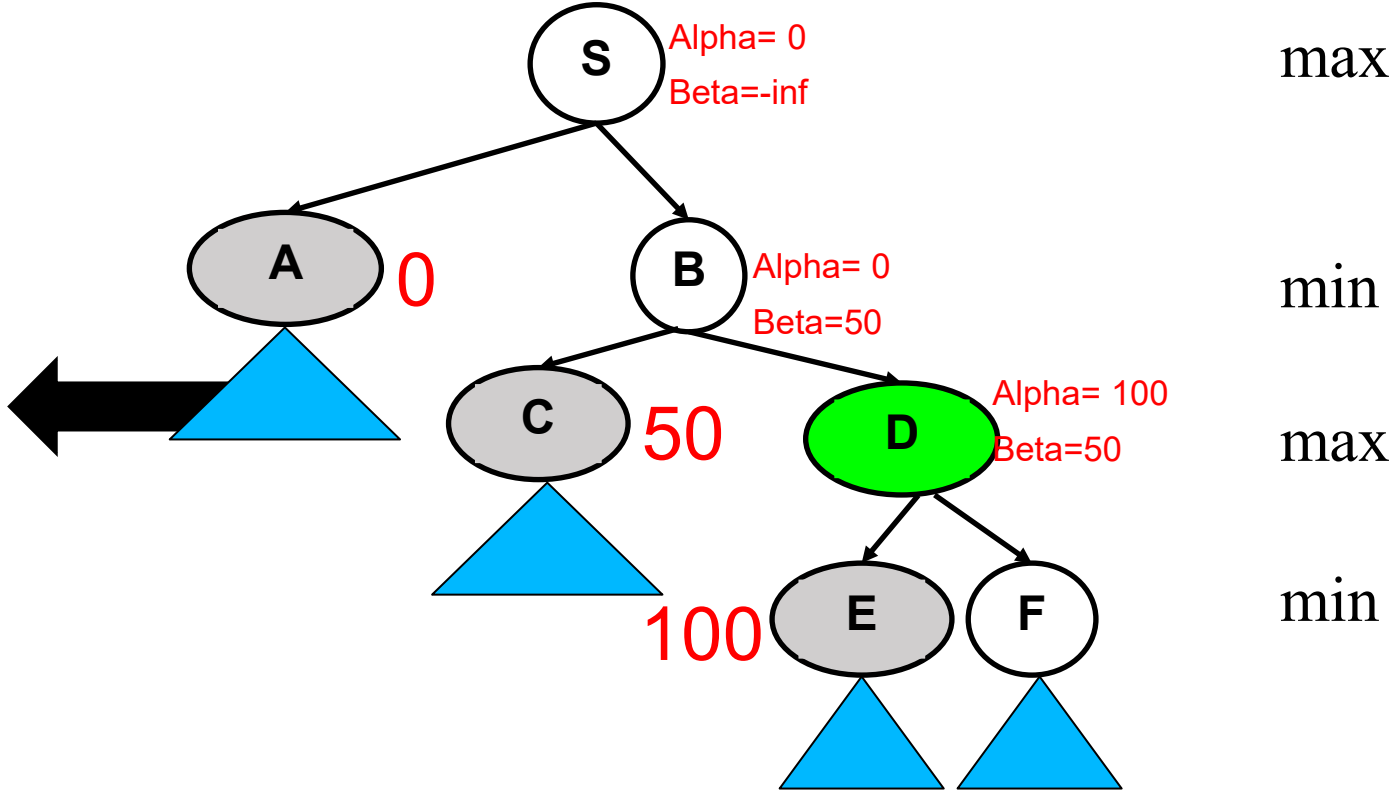 S
Alpha= 0
Beta=-inf
max
A
0
B
Alpha= 0
Beta=50
min
C
50
D
Alpha= 100
Beta=50
max
100
E
F
min